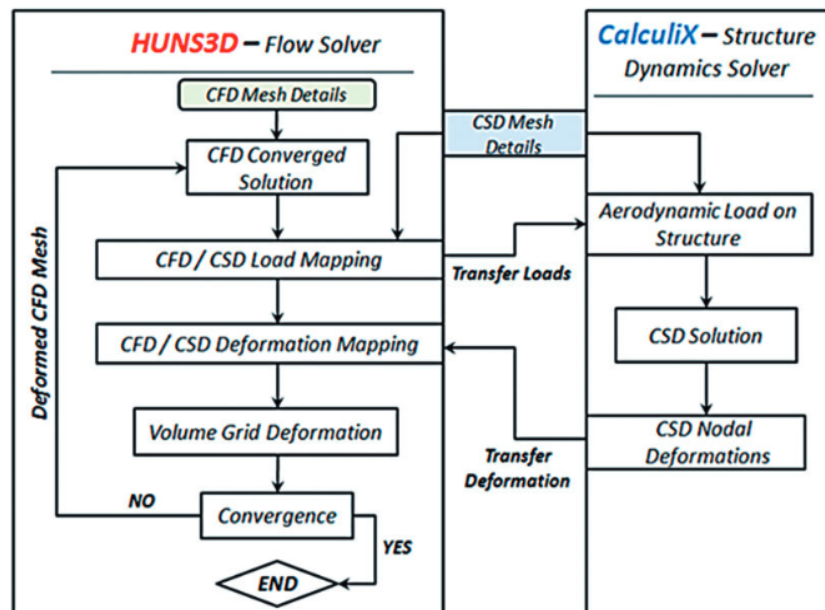 HUNS3D – Flow Solver
CFD Mesh Details
CFD Converged
Solution
CFD / CSD Load Mapping
CFD / CSD Deformation Mapping
Volume Grid Deformation
Convergence
NO
YES
END
Deformed CFD Mesh
CSD Mesh
Details
Transfer Loads
Transfer
Deformation
CalculiX – Structure
Dynamics Solver
Aerodynamic Load on
Structure
CSD Solution
CSD Nodal
Deformations